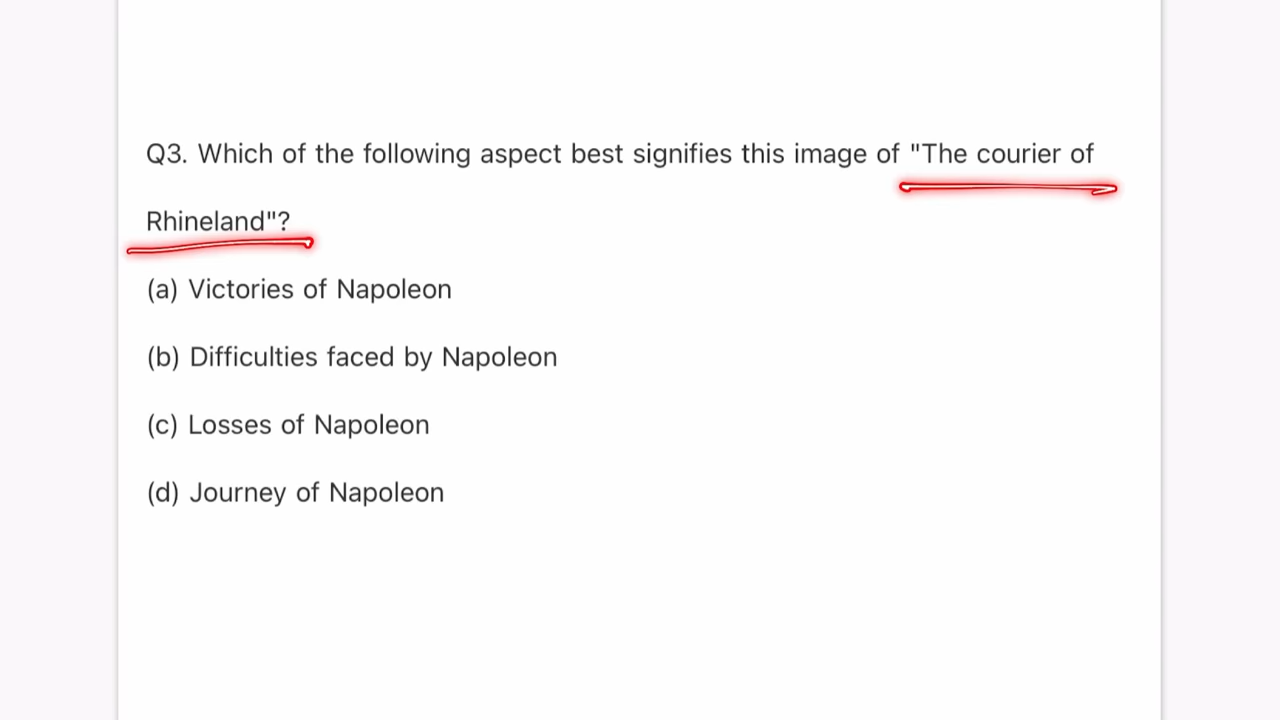 Q3. Which of the following aspect best signifies this image of "The courier of
Rhineland"?
(a) Victories of Napoleon
(b) Difficulties faced by Napoleon
(c) Losses of Napoleon
(d) Journey of Napoleon